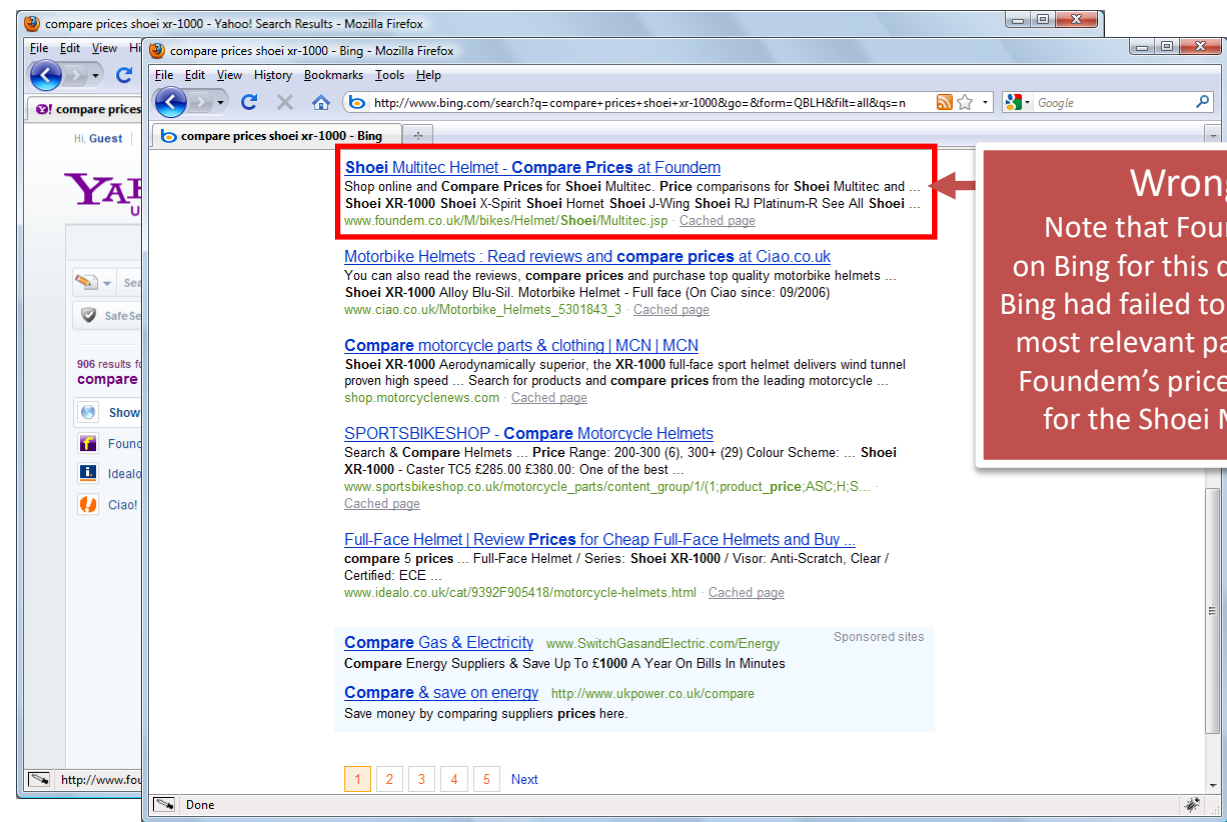 compare prices shoei xr-1000 - Yahoo! Search Results - Mozilla Firefox
File Edit View Hi
compare prices
Hi, Guest
YA
U
Sea
SafeSe
906 results fo
compare
Show
Found
Idealo
Ciao!
http://www.fou
compare prices shoei xr-1000 - Bing - Mozilla Firefox
File Edit View History Bookmarks Tools Help
http://www.bing.com/search?q=compare+prices+shoei+xr-1000&go=&form=QBLH&filt=all&qs=n
Google
compare prices shoei xr-1000 - Bing
Shoei Multitec Helmet - Compare Prices at Foundem
Shop online and Compare Prices for Shoei Multitec. Price comparisons for Shoei Multitec and ...
Shoei XR-1000 Shoei X-Spirit Shoei Hornet Shoei J-Wing Shoei RJ Platinum-R See All Shoei ...
www.foundem.co.uk/M/bikes/Helmet/Shoei/Multitec.jsp · Cached page
Motorbike Helmets : Read reviews and compare prices at Ciao.co.uk
You can also read the reviews, compare prices and purchase top quality motorbike helmets ...
Shoei XR-1000 Alloy Blu-Sil. Motorbike Helmet - Full face (On Ciao since: 09/2006)
www.ciao.co.uk/Motorbike_Helmets_5301843_3 · Cached page
Compare motorcycle parts & clothing | MCN | MCN
Shoei XR-1000 Aerodynamically superior, the XR-1000 full-face sport helmet delivers wind tunnel
proven high speed ... Search for products and compare prices from the leading motorcycle ...
shop.motorcyclenews.com · Cached page
SPORTSBIKESHOP - Compare Motorcycle Helmets
Search & Compare Helmets ... Price Range: 200-300 (6), 300+ (29) Colour Scheme: ... Shoei
XR-1000 - Caster TC5 £285.00 £380.00: One of the best ...
www.sportsbikeshop.co.uk/motorcycle_parts/content_group/1/(1;product_price;ASC;H;S... ·
Cached page
Full-Face Helmet | Review Prices for Cheap Full-Face Helmets and Buy ...
compare 5 prices ... Full-Face Helmet / Series: Shoei XR-1000 / Visor: Anti-Scratch, Clear /
Certified: ECE ...
www.idealo.co.uk/cat/9392F905418/motorcycle-helmets.html · Cached page
Compare Gas & Electricity www.SwitchGasandElectric.com/Energy Sponsored sites
Compare Energy Suppliers & Save Up To £1000 A Year On Bills In Minutes
Compare & save on energy http://www.ukpower.co.uk/compare
Save money by comparing suppliers prices here.
1 2 3 4 5 Next
Done
Wrong
Note that Foun
on Bing for this q
Bing had failed to
most relevant pa
Foundem's price
for the Shoei M